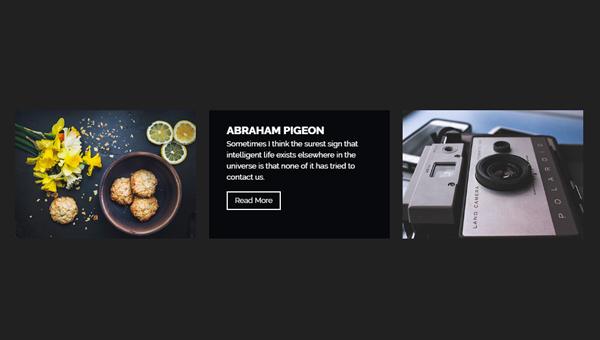 ABRAHAM PIGEON
Sometimes I think the surest sign that
intelligent life exists elsewhere in the
universe is that none of it has tried to
contact us.
Read More
LAND CAMERA
POLAROID